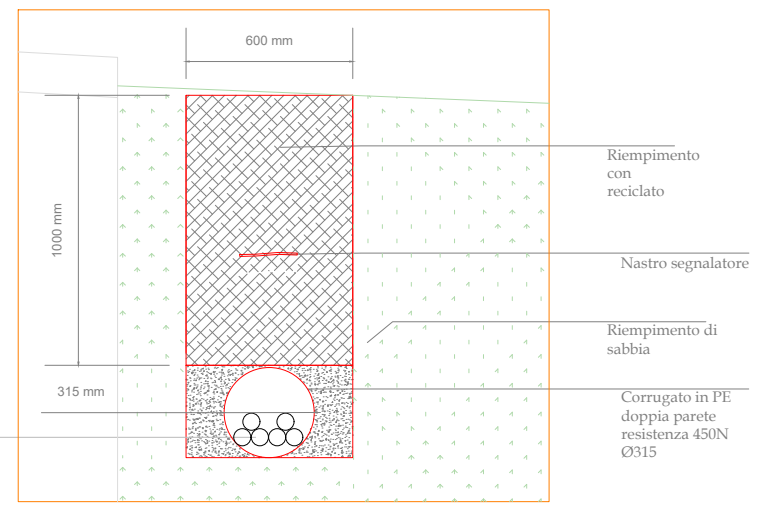 600 mm
1000 mm
Riempimento
con
reciclato
Nastro segnalatore
Riempimento di
sabbia
315 mm
Corrugato in PE
doppia parete
resistenza 450N
Ø315